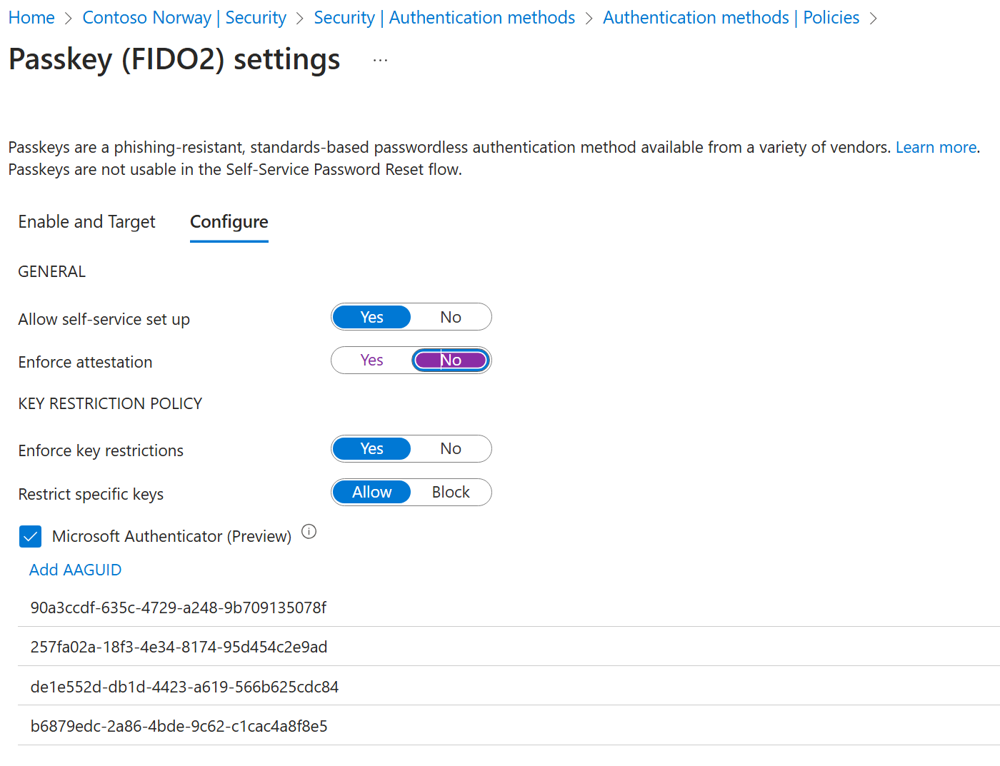 Home > Contoso Norway | Security > Security | Authentication methods > Authentication methods | Policies >
Passkey (FIDO2) settings ...
Passkeys are a phishing-resistant, standards-based passwordless authentication method available from a variety of vendors. Learn more.
Passkeys are not usable in the Self-Service Password Reset flow.
Enable and Target Configure
GENERAL
Allow self-service set up Yes No
Enforce attestation Yes No
KEY RESTRICTION POLICY
Enforce key restrictions Yes No
Restrict specific keys Allow Block
Microsoft Authenticator (Preview)
Add AAGUID
90a3ccdf-635c-4729-a248-9b709135078f
257fa02a-18f3-4e34-8174-95d454c2e9ad
de1e552d-db1d-4423-a619-566b625cdc84
b6879edc-2a86-4bde-9c62-c1cac4a8f8e5